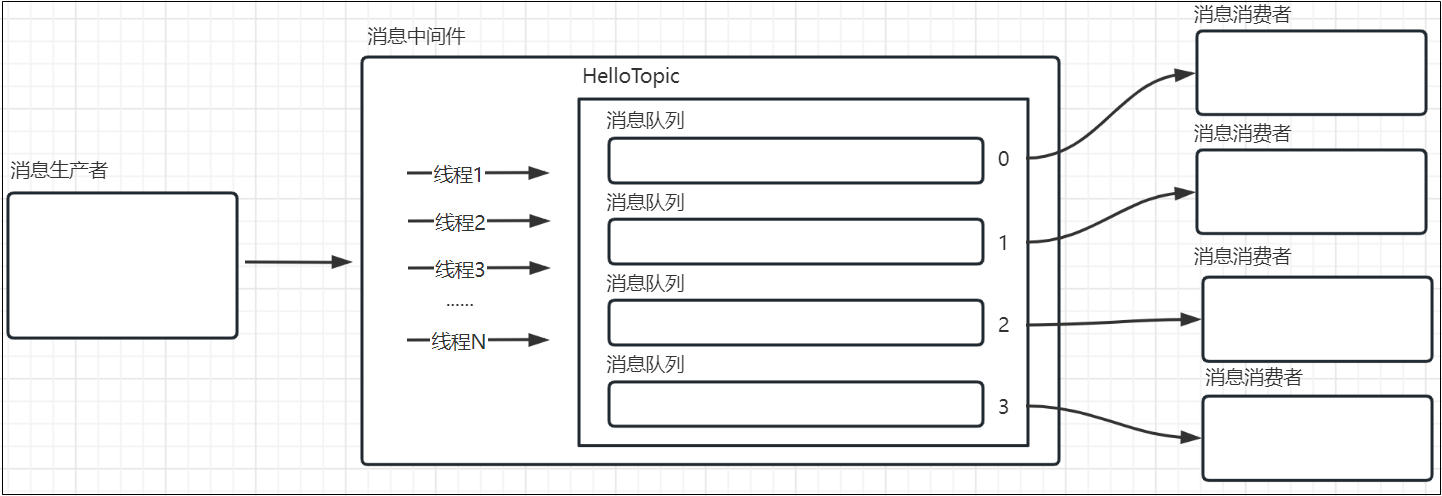 消息生产者
消息中间件
线程1
线程2
线程3
......
线程N
HelloTopic
消息队列
0
消息队列
1
消息队列
2
消息队列
3
消息消费者
消息消费者
消息消费者
消息消费者